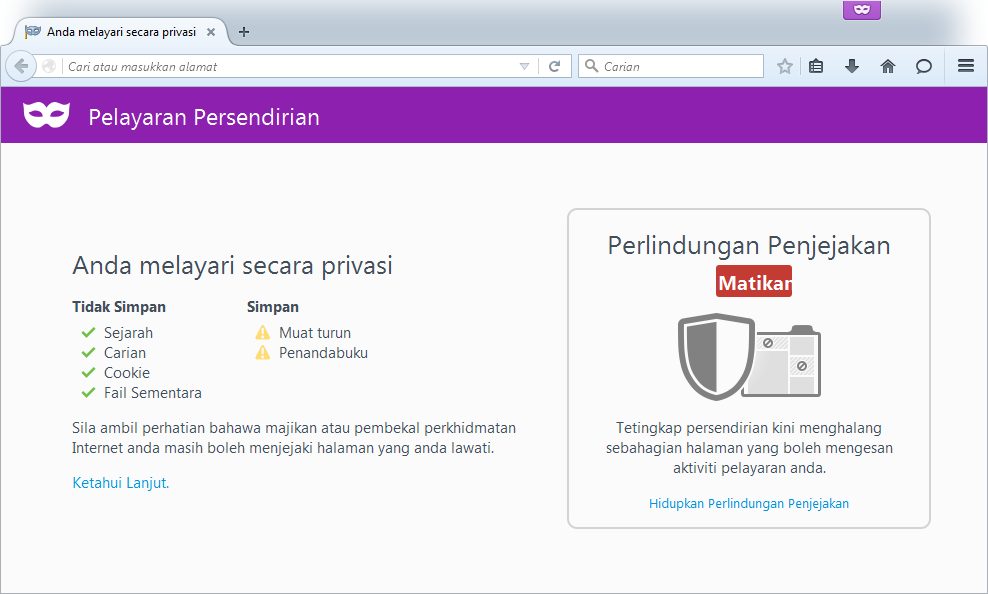 Anda melayari secara privasi
Cari atau masukkan alamat
Carian
Pelayaran Persendirian
Anda melayari secara privasi
Tidak Simpan
Sejarah
Carian
Cookie
Fail Sementara
Simpan
Muat turun
Penandabuku
Sila ambil perhatian bahawa majikan atau pembekal perkhidmatan
Internet anda masih boleh menjejaki halaman yang anda lawati.
Ketahui Lanjut.
Perlindungan Penjejakan
Matikan
Tetingkap persendirian kini menghalang
sebahagian halaman yang boleh mengesan
aktiviti pelayaran anda.
Hidupkan Perlindungan Penjejakan